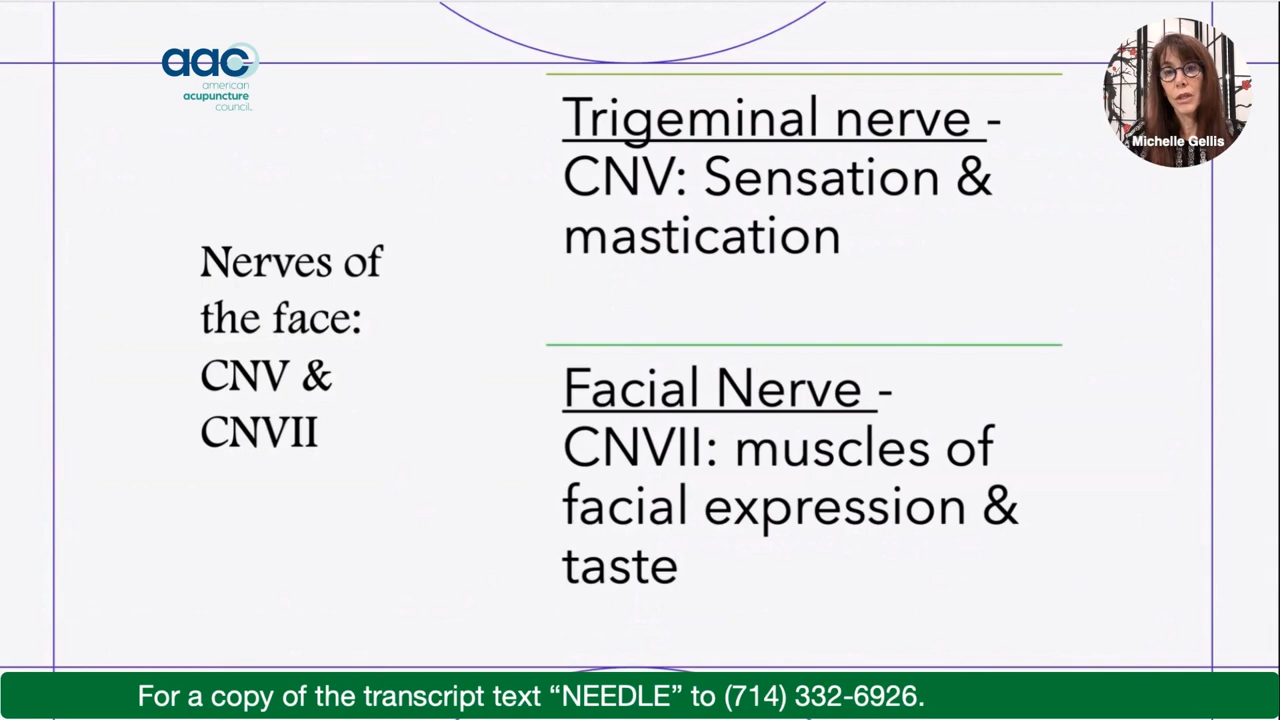 aac
american
acupuncture
council.
Michelle Gellis
Nerves of
the face:
CNV &
CNVII
Trigeminal nerve -
CNV: Sensation &
mastication
Facial Nerve -
CNVII: muscles of
facial expression &
taste
For a copy of the transcript text “NEEDLE” to (714) 332-6926.